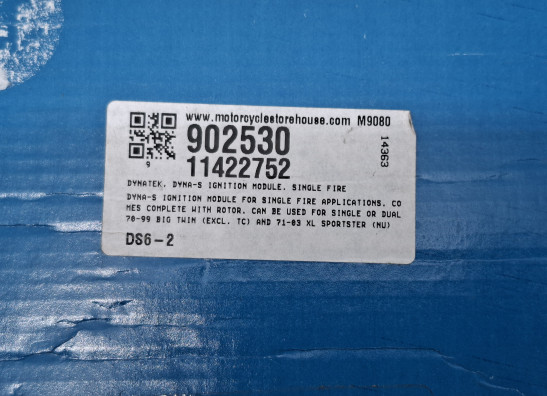 www.motorcyclestorehouse.com M9080
902530
11422752
9
14363
DYNATEK, DYNA-S IGNITION MODULE. SINGLE FIRE
DYNA-S IGNITION MODULE FOR SINGLE FIRE APPLICATIONS. CO
MES COMPLETE WITH ROTOR. CAN BE USED FOR SINGLE OR DUAL
70-99 BIG TWIN (EXCL. TC) AND 71-03 XL SPORTSTER (NU)
DS6-2